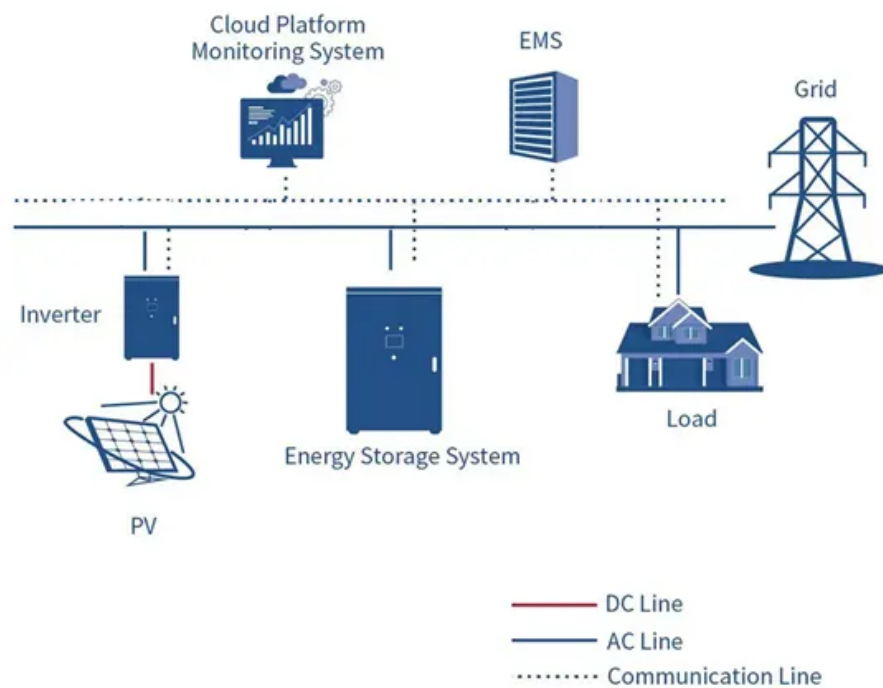 Cloud Platform
Monitoring System
EMS
Grid
Inverter
Load
Energy Storage System
PV
DC Line
AC Line
Communication Line